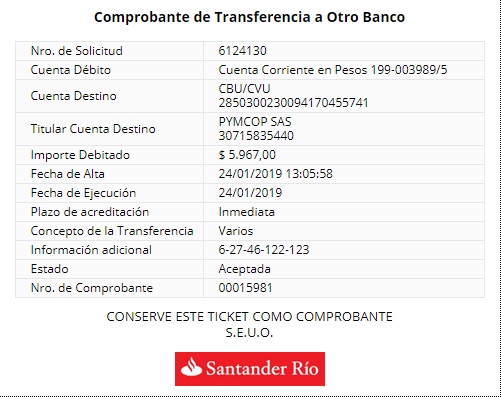 Comprobante de Transferencia a Otro Banco
Nro. de Solicitud 6124130
Cuenta Débito Cuenta Corriente en Pesos 199-003989/5
Cuenta Destino CBU/CVU
2850300230094170455741
Titular Cuenta Destino PYMCOP SAS
30715835440
Importe Debitado $ 5.967,00
Fecha de Alta 24/01/2019 13:05:58
Fecha de Ejecución 24/01/2019
Plazo de acreditación Inmediata
Concepto de la Transferencia Varios
Información adicional 6-27-46-122-123
Estado Aceptada
Nro. de Comprobante 00015981
CONSERVE ESTE TICKET COMO COMPROBANTE
S.E.U.O.
Santander Río